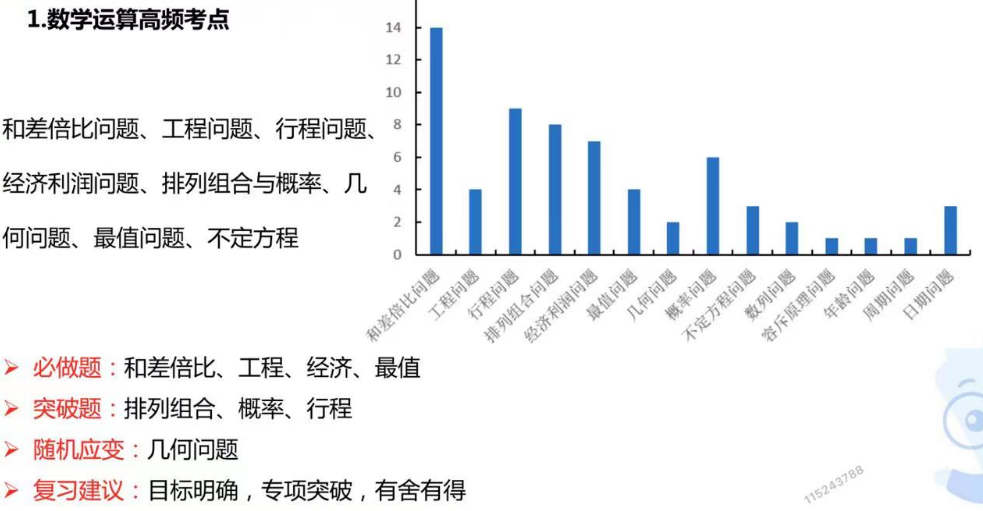 1.数学运算高频考点
和差倍比问题、工程问题、行程问题、
经济利润问题、排列组合与概率、几
何问题、最值问题、不定方程
14
12
10
8
6
4
2
0
和差倍比问题
工程问题
行程问题
排列组合问题
经济利润问题
最值问题
几何问题
概率问题
不定方程问题
数列问题
容斥原理问题
年龄问题
周期问题
日期问题
➢ 必做题：和差倍比、工程、经济、最值
➢ 突破题：排列组合、概率、行程
➢ 随机应变：几何问题
➢ 复习建议：目标明确，专项突破，有舍有得
115243788